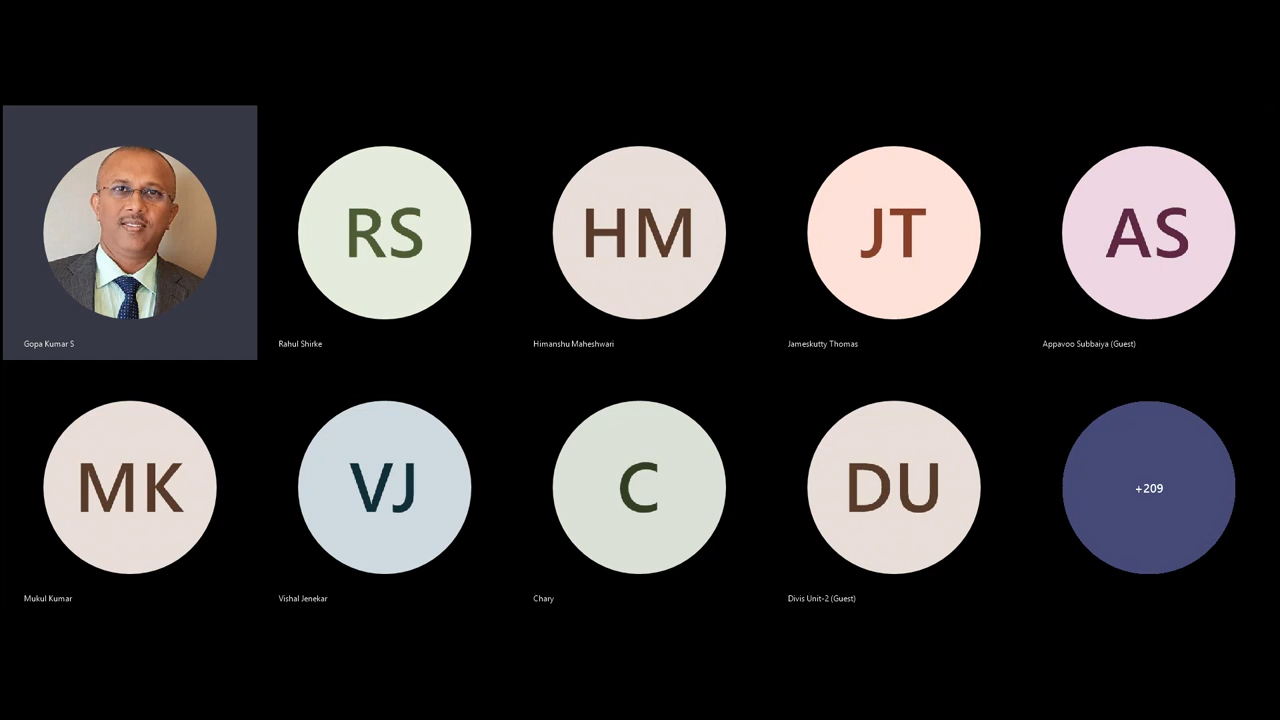 RS
HM
JT
AS
Gopa Kumar S
Rahul Shirke
Himanshu Maheshwari
Jameskutty Thomas
Appavoo Subbaiya (Guest)
MK
VJ
C
DU
+209
Mukul Kumar
Vishal Jenekar
Chary
Divis Unit-2 (Guest)